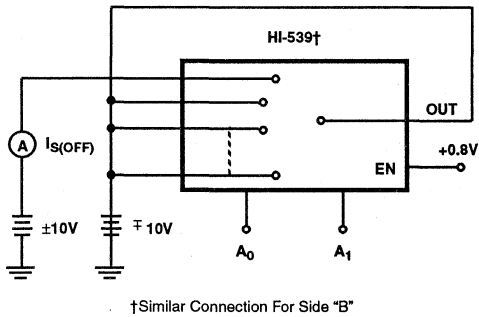 HI-539†
OUT
A
I_S(OFF)
+0.8V
EN
±10V
∓ 10V
A₀
A₁
†Similar Connection For Side "B"